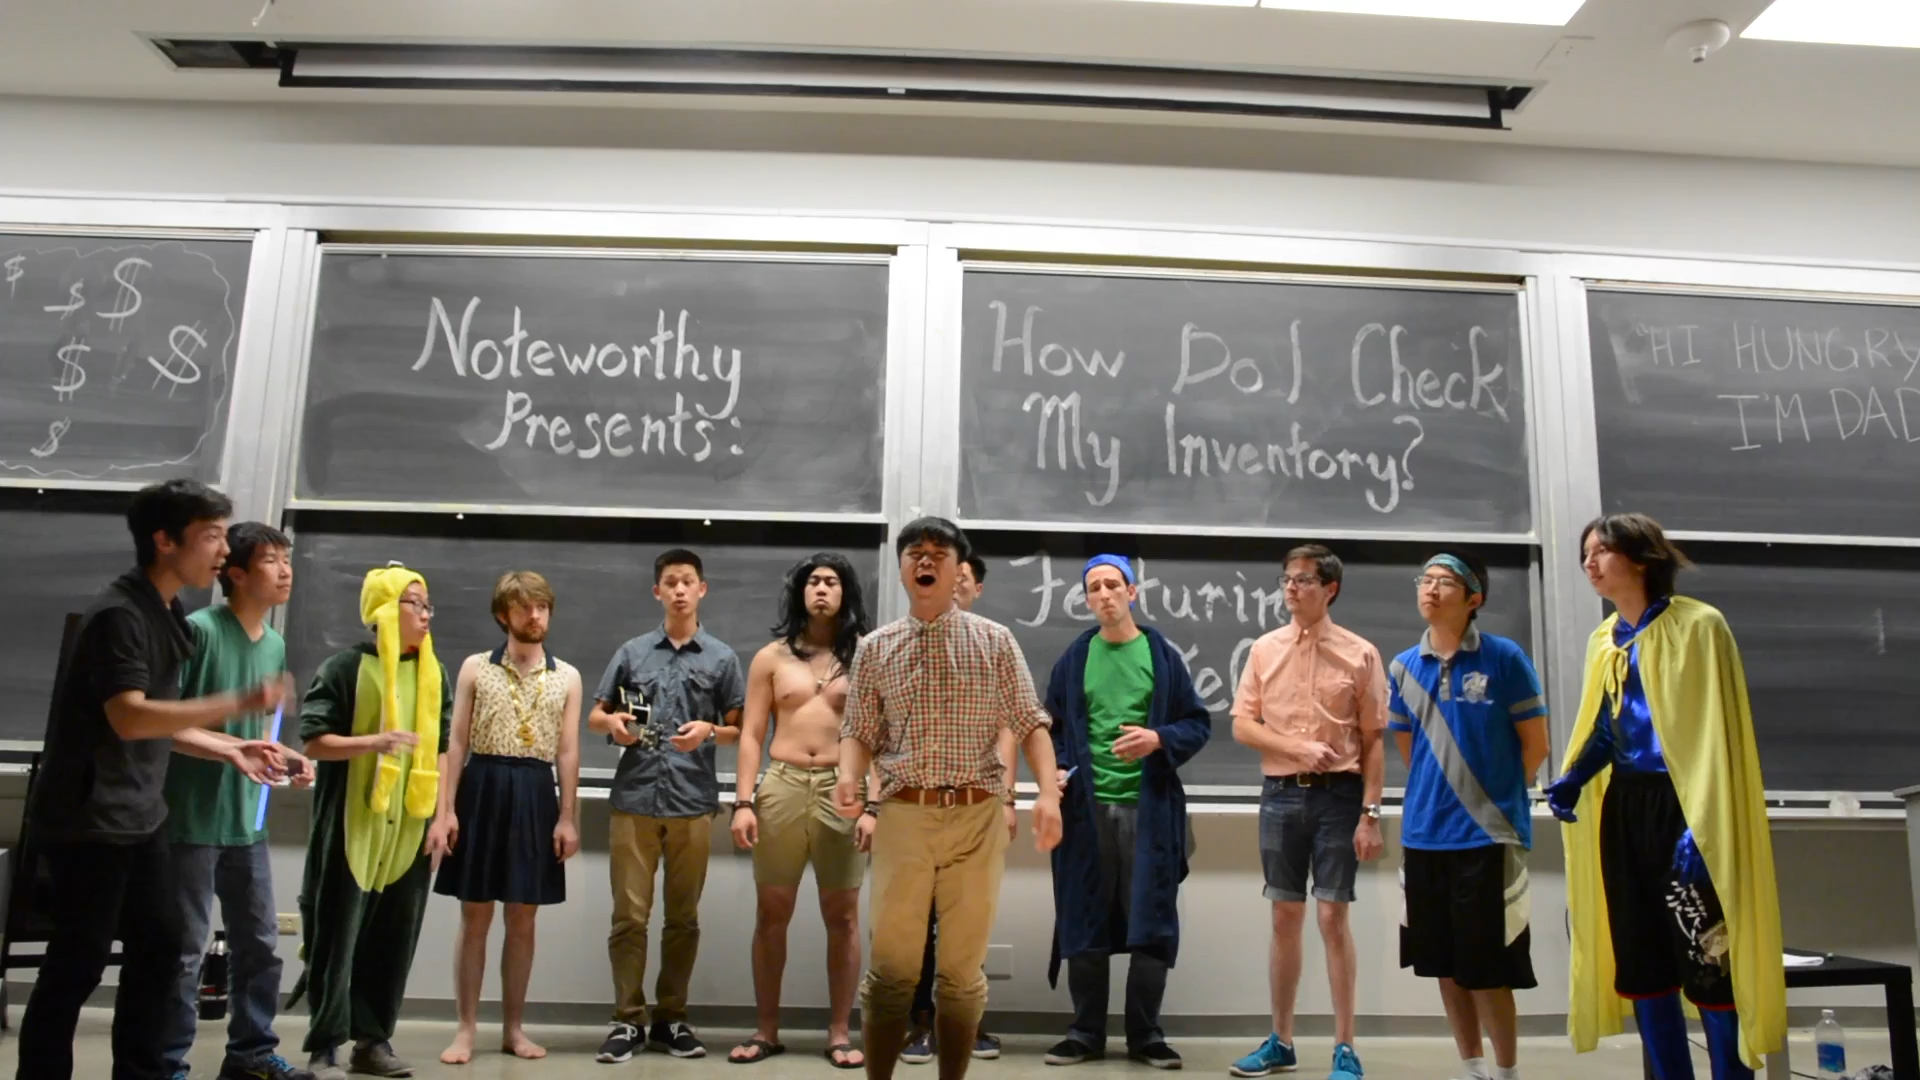 $ $ $
$ $
$
Noteworthy
Presents:
How Do I Check
My Inventory?
"HI HUNGRY
I'M DAD